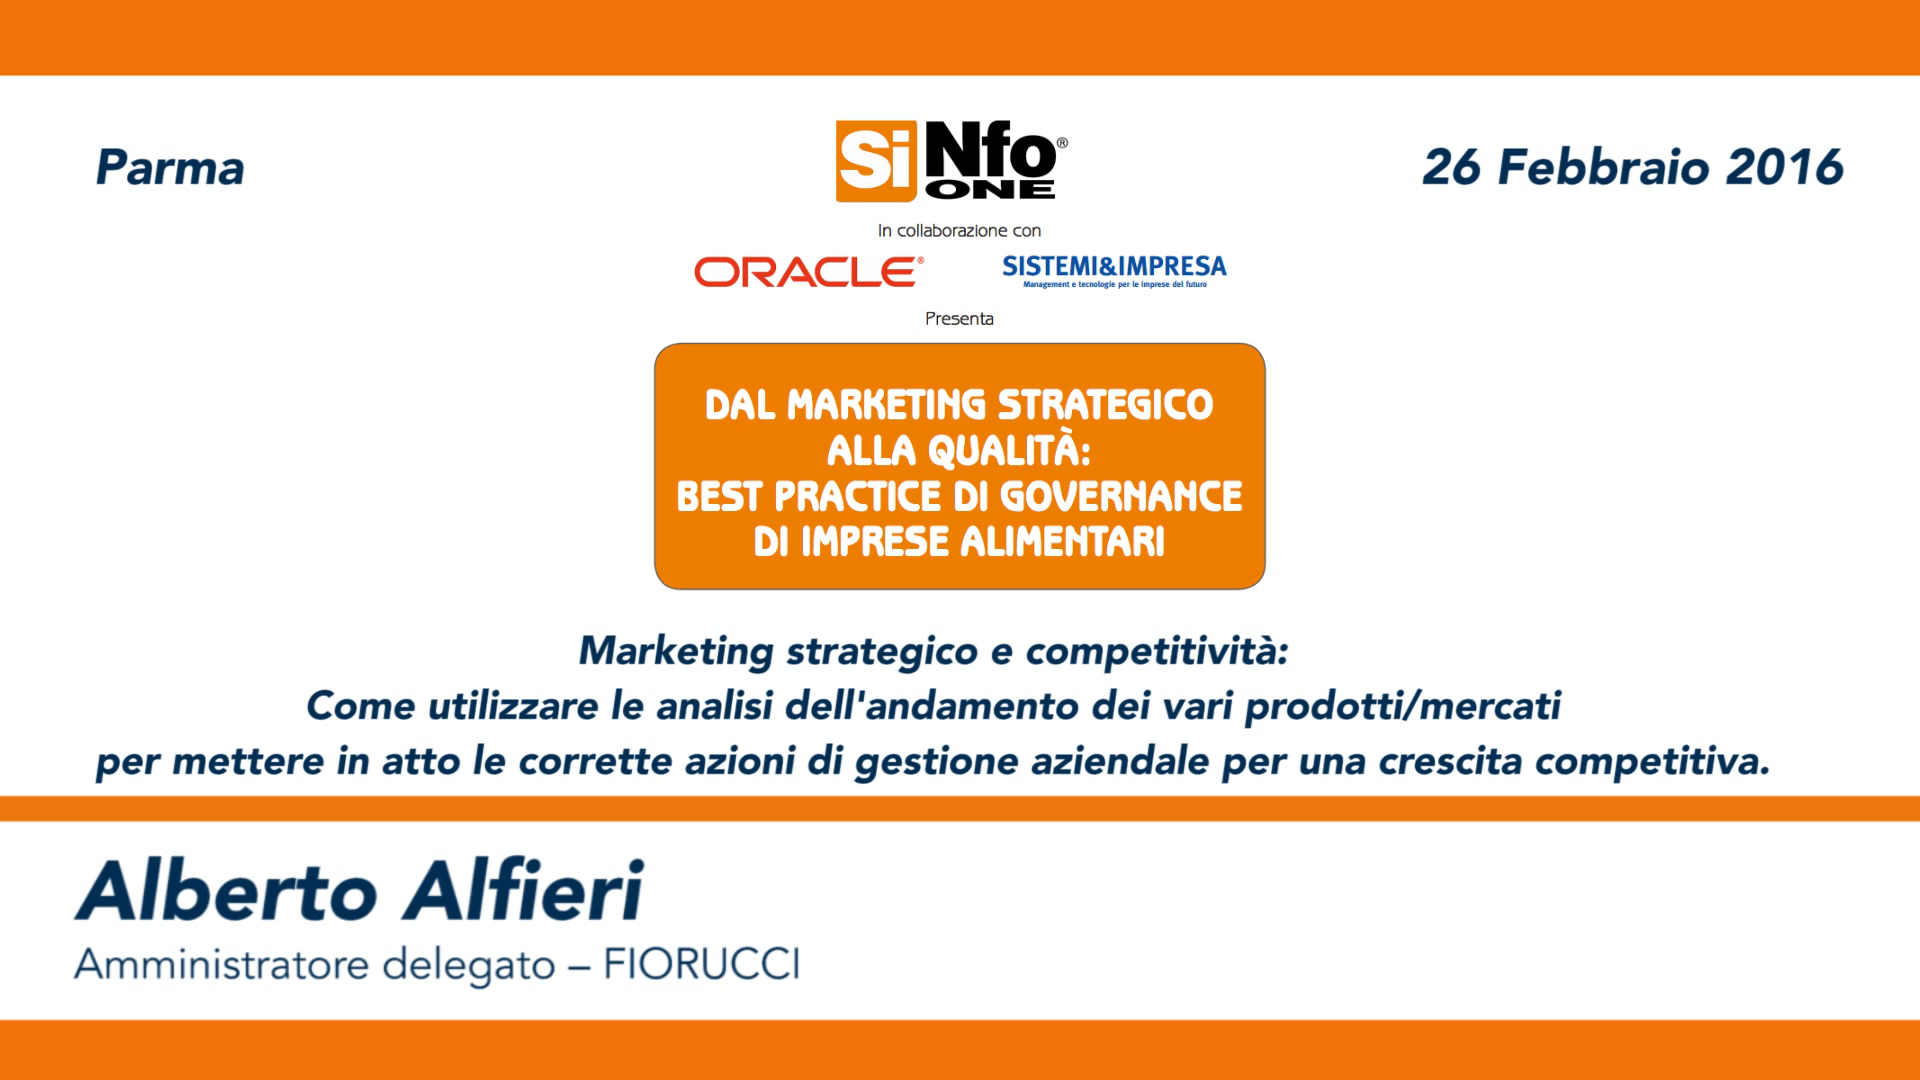 Parma
SiNfo®
ONE
26 Febbraio 2016
In collaborazione con
ORACLE®
SISTEMI&IMPRESA
Management e tecnologie per le imprese del futuro
Presenta
DAL MARKETING STRATEGICO
ALLA QUALITÀ:
BEST PRACTICE DI GOVERNANCE
DI IMPRESE ALIMENTARI
Marketing strategico e competitività:
Come utilizzare le analisi dell'andamento dei vari prodotti/mercati
per mettere in atto le corrette azioni di gestione aziendale per una crescita competitiva.
Alberto Alfieri
Amministratore delegato – FIORUCCI